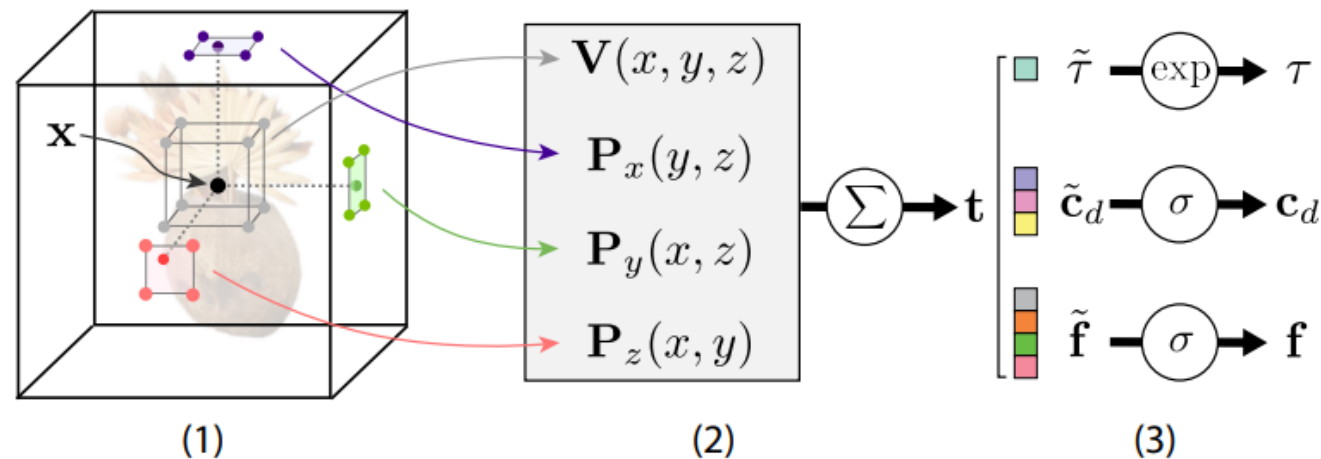 x
V(x, y, z)
P_x(y, z)
P_y(x, z)
P_z(x, y)
Σ
t
τ̃ exp τ
c̃_d σ c_d
f̃ σ f
(1) (2) (3)